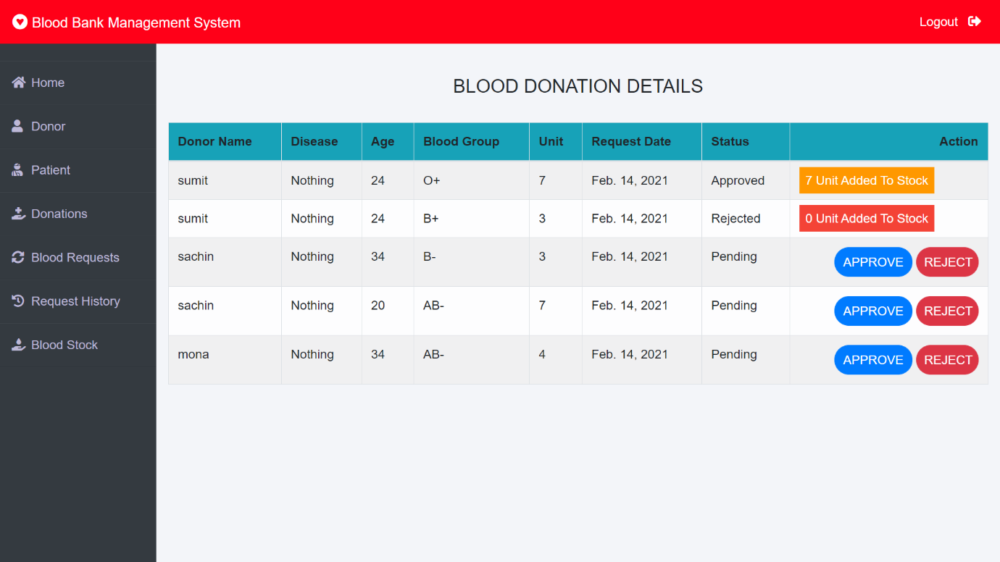 Blood Bank Management System
Logout
Home
Donor
Patient
Donations
Blood Requests
Request History
Blood Stock
BLOOD DONATION DETAILS
Donor Name Disease Age Blood Group Unit Request Date Status Action
sumit Nothing 24 O+ 7 Feb. 14, 2021 Approved 7 Unit Added To Stock
sumit Nothing 24 B+ 3 Feb. 14, 2021 Rejected 0 Unit Added To Stock
sachin Nothing 34 B- 3 Feb. 14, 2021 Pending APPROVE REJECT
sachin Nothing 20 AB- 7 Feb. 14, 2021 Pending APPROVE REJECT
mona Nothing 34 AB- 4 Feb. 14, 2021 Pending APPROVE REJECT